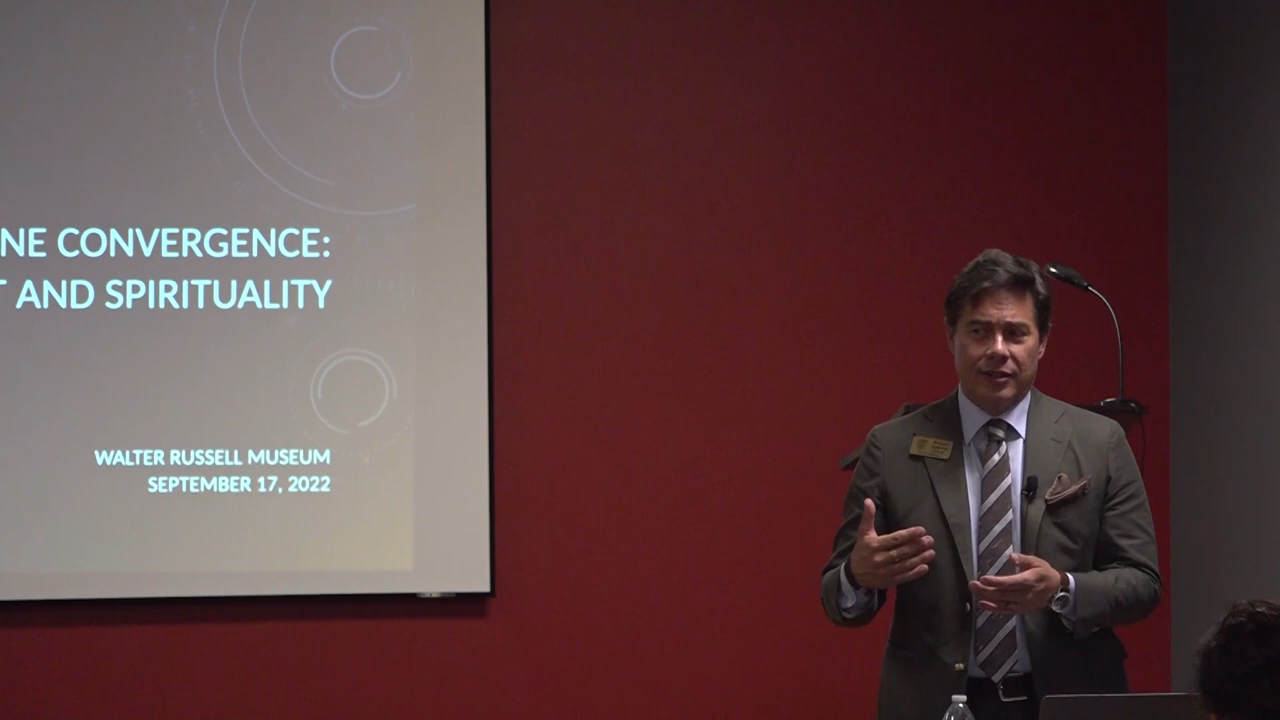 NE CONVERGENCE:
AND SPIRITUALITY
WALTER RUSSELL MUSEUM
SEPTEMBER 17, 2022